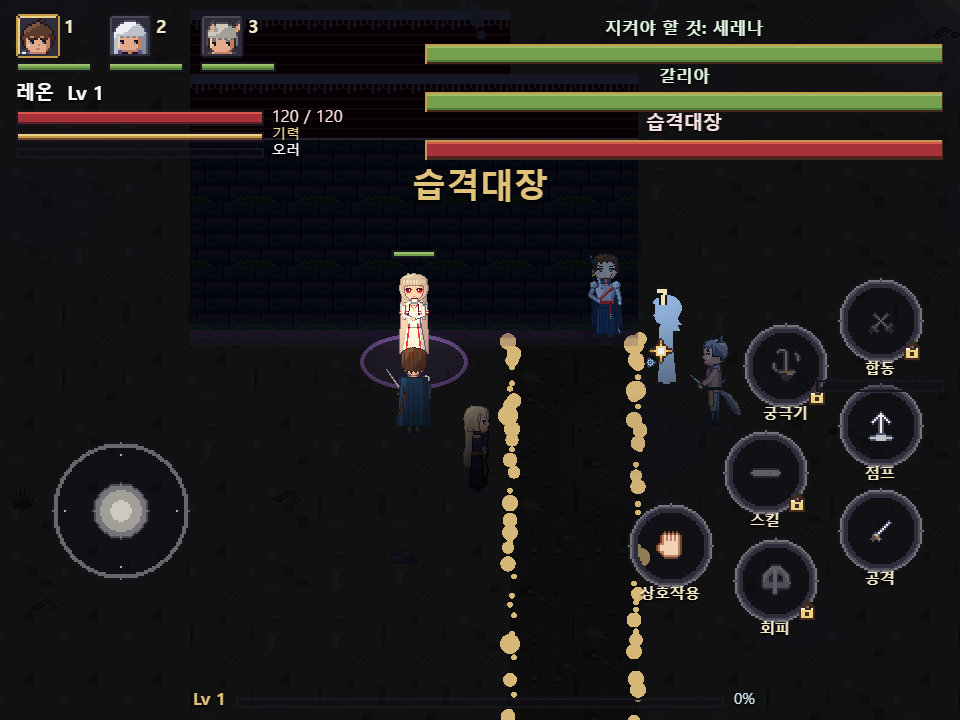 1
2
3
지켜야 할 것: 세레나
갈리아
레온 Lv 1
120 / 120
기력
오러
습격대장
습격대장
7
합동
궁극기
점프
스킬
공격
상호작용
회피
Lv 1
0%